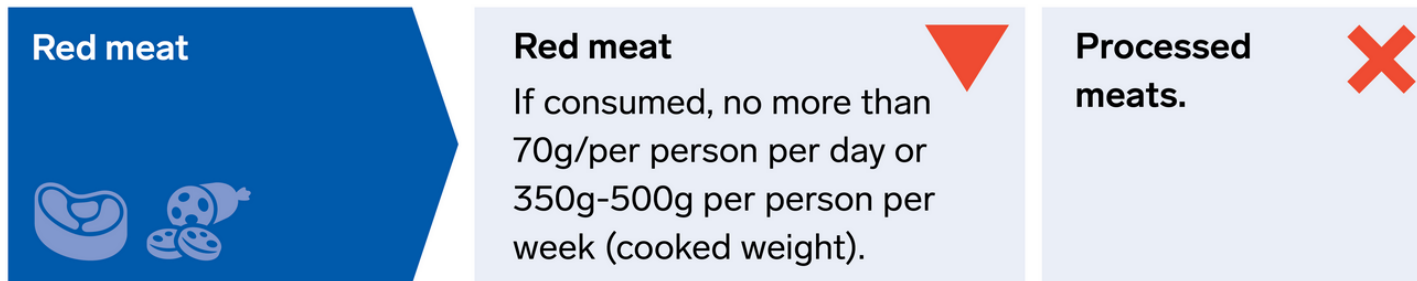 Red meat
Red meat
If consumed, no more than
70g/per person per day or
350g-500g per person per
week (cooked weight).
Processed
meats.